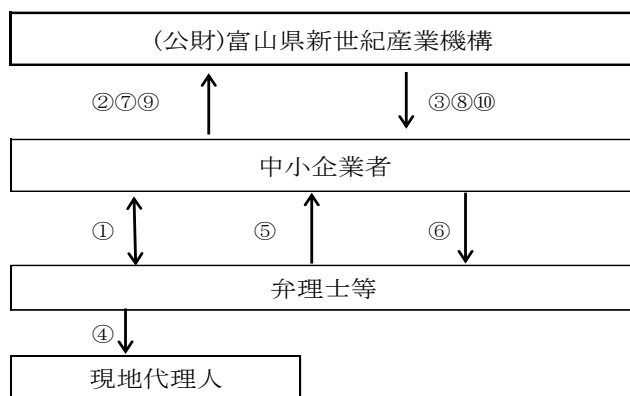 (公財)富山県新世紀産業機構
②⑦⑨
③⑧⑩
中小企業者
①
⑤
⑥
弁理士等
④
現地代理人